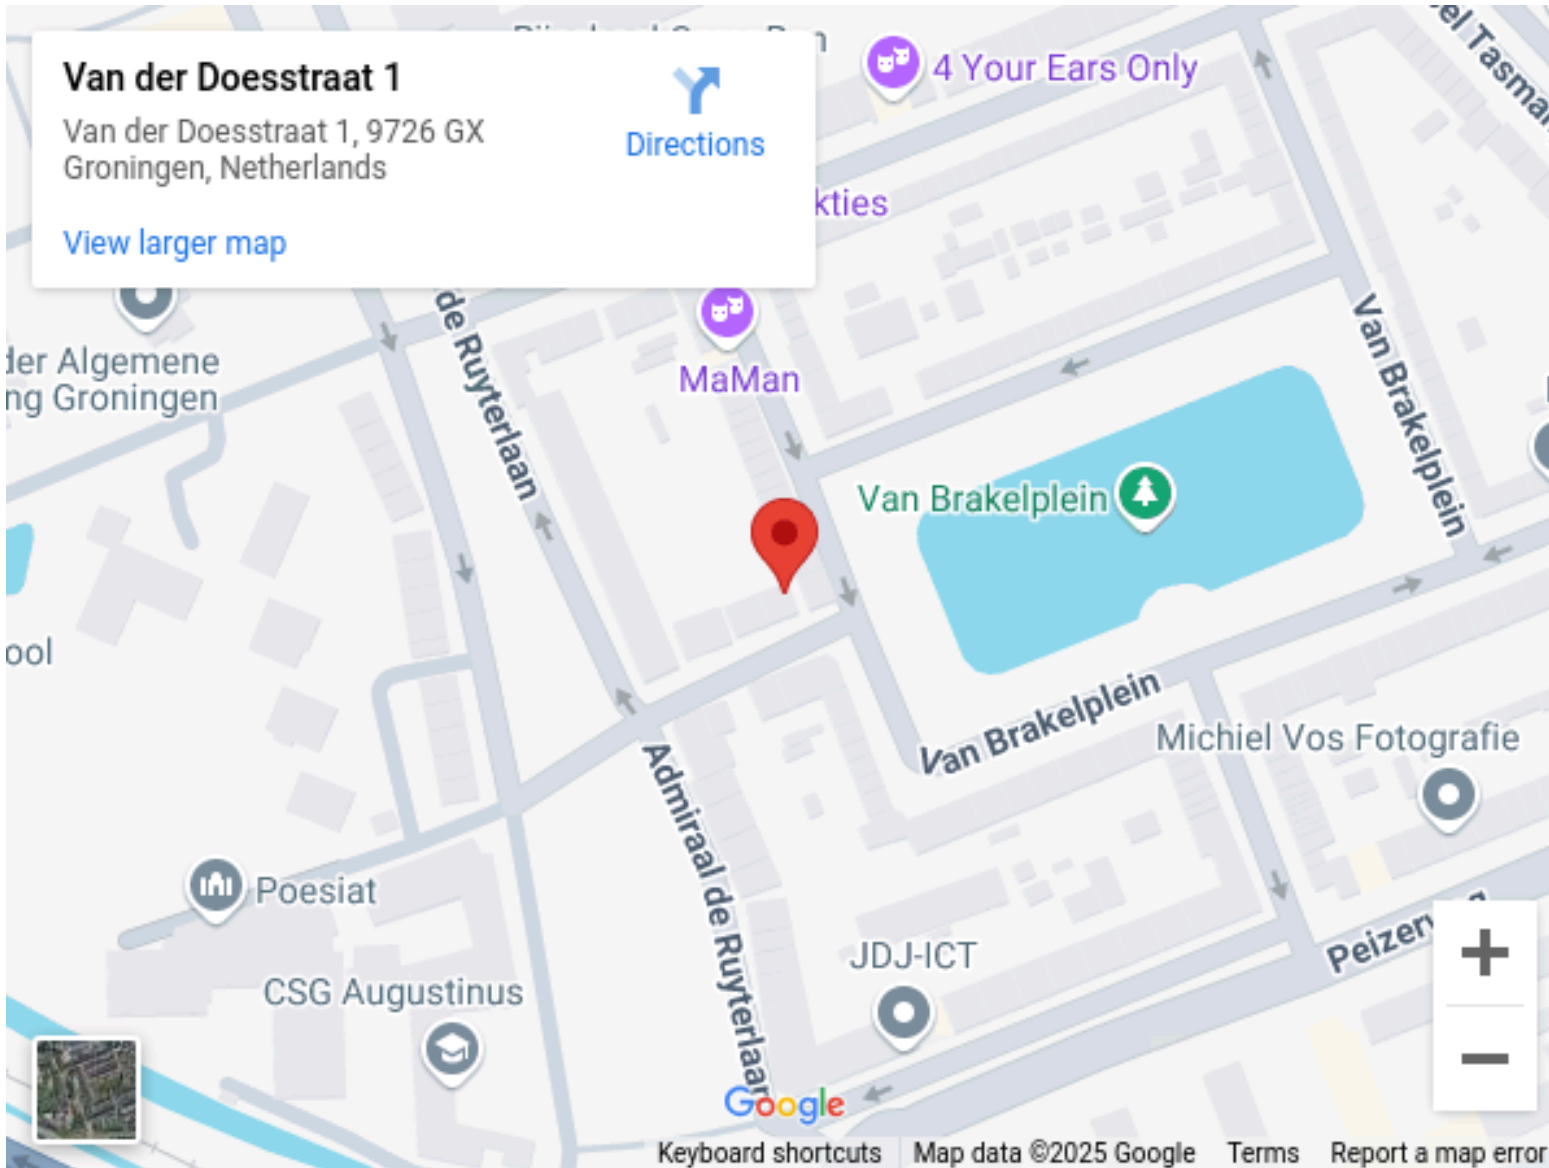 Van der Doesstraat 1
Van der Doesstraat 1, 9726 GX
Groningen, Netherlands
Directions
View larger map
4 Your Ears Only
el Tasman
kties
MaMan
de Ruyterlaan
der Algemene
ng Groningen
Van Brakelplein
Van Brakelplein
ool
Van Brakelplein
Michiel Vos Fotografie
Admiraal de Ruyterlaan
Poesiat
CSG Augustinus
JDJ-ICT
Google
Keyboard shortcuts
Map data ©2025 Google
Terms
Report a map error